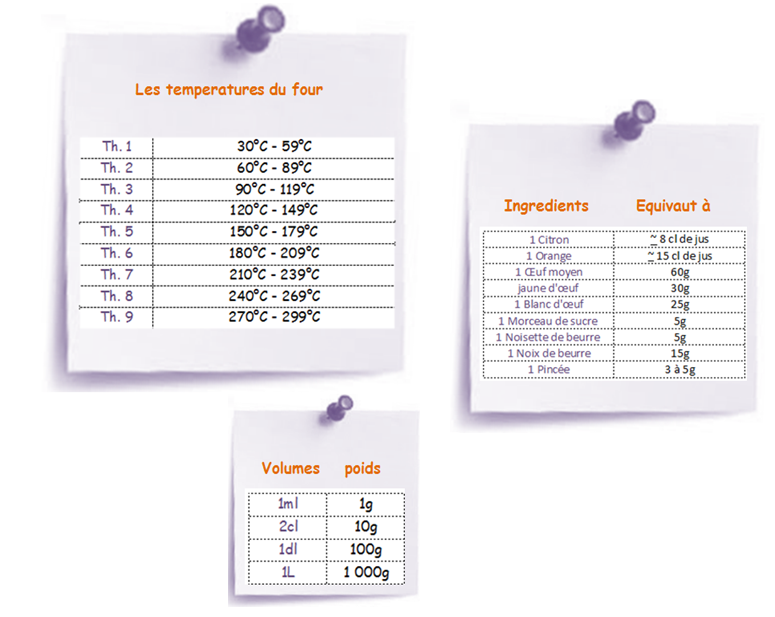 Les temperatures du four
Th. 1 30°C - 59°C
Th. 2 60°C - 89°C
Th. 3 90°C - 119°C
Th. 4 120°C - 149°C
Th. 5 150°C - 179°C
Th. 6 180°C - 209°C
Th. 7 210°C - 239°C
Th. 8 240°C - 269°C
Th. 9 270°C - 299°C
Ingredients Equivaut à
1 Citron ~ 8 cl de jus
1 Orange ~ 15 cl de jus
1 Œuf moyen 60g
jaune d'œuf 30g
1 Blanc d'œuf 25g
1 Morceau de sucre 5g
1 Noisette de beurre 5g
1 Noix de beurre 15g
1 Pincée 3 à 5g
Volumes poids
1ml 1g
2cl 10g
1dl 100g
1L 1 000g